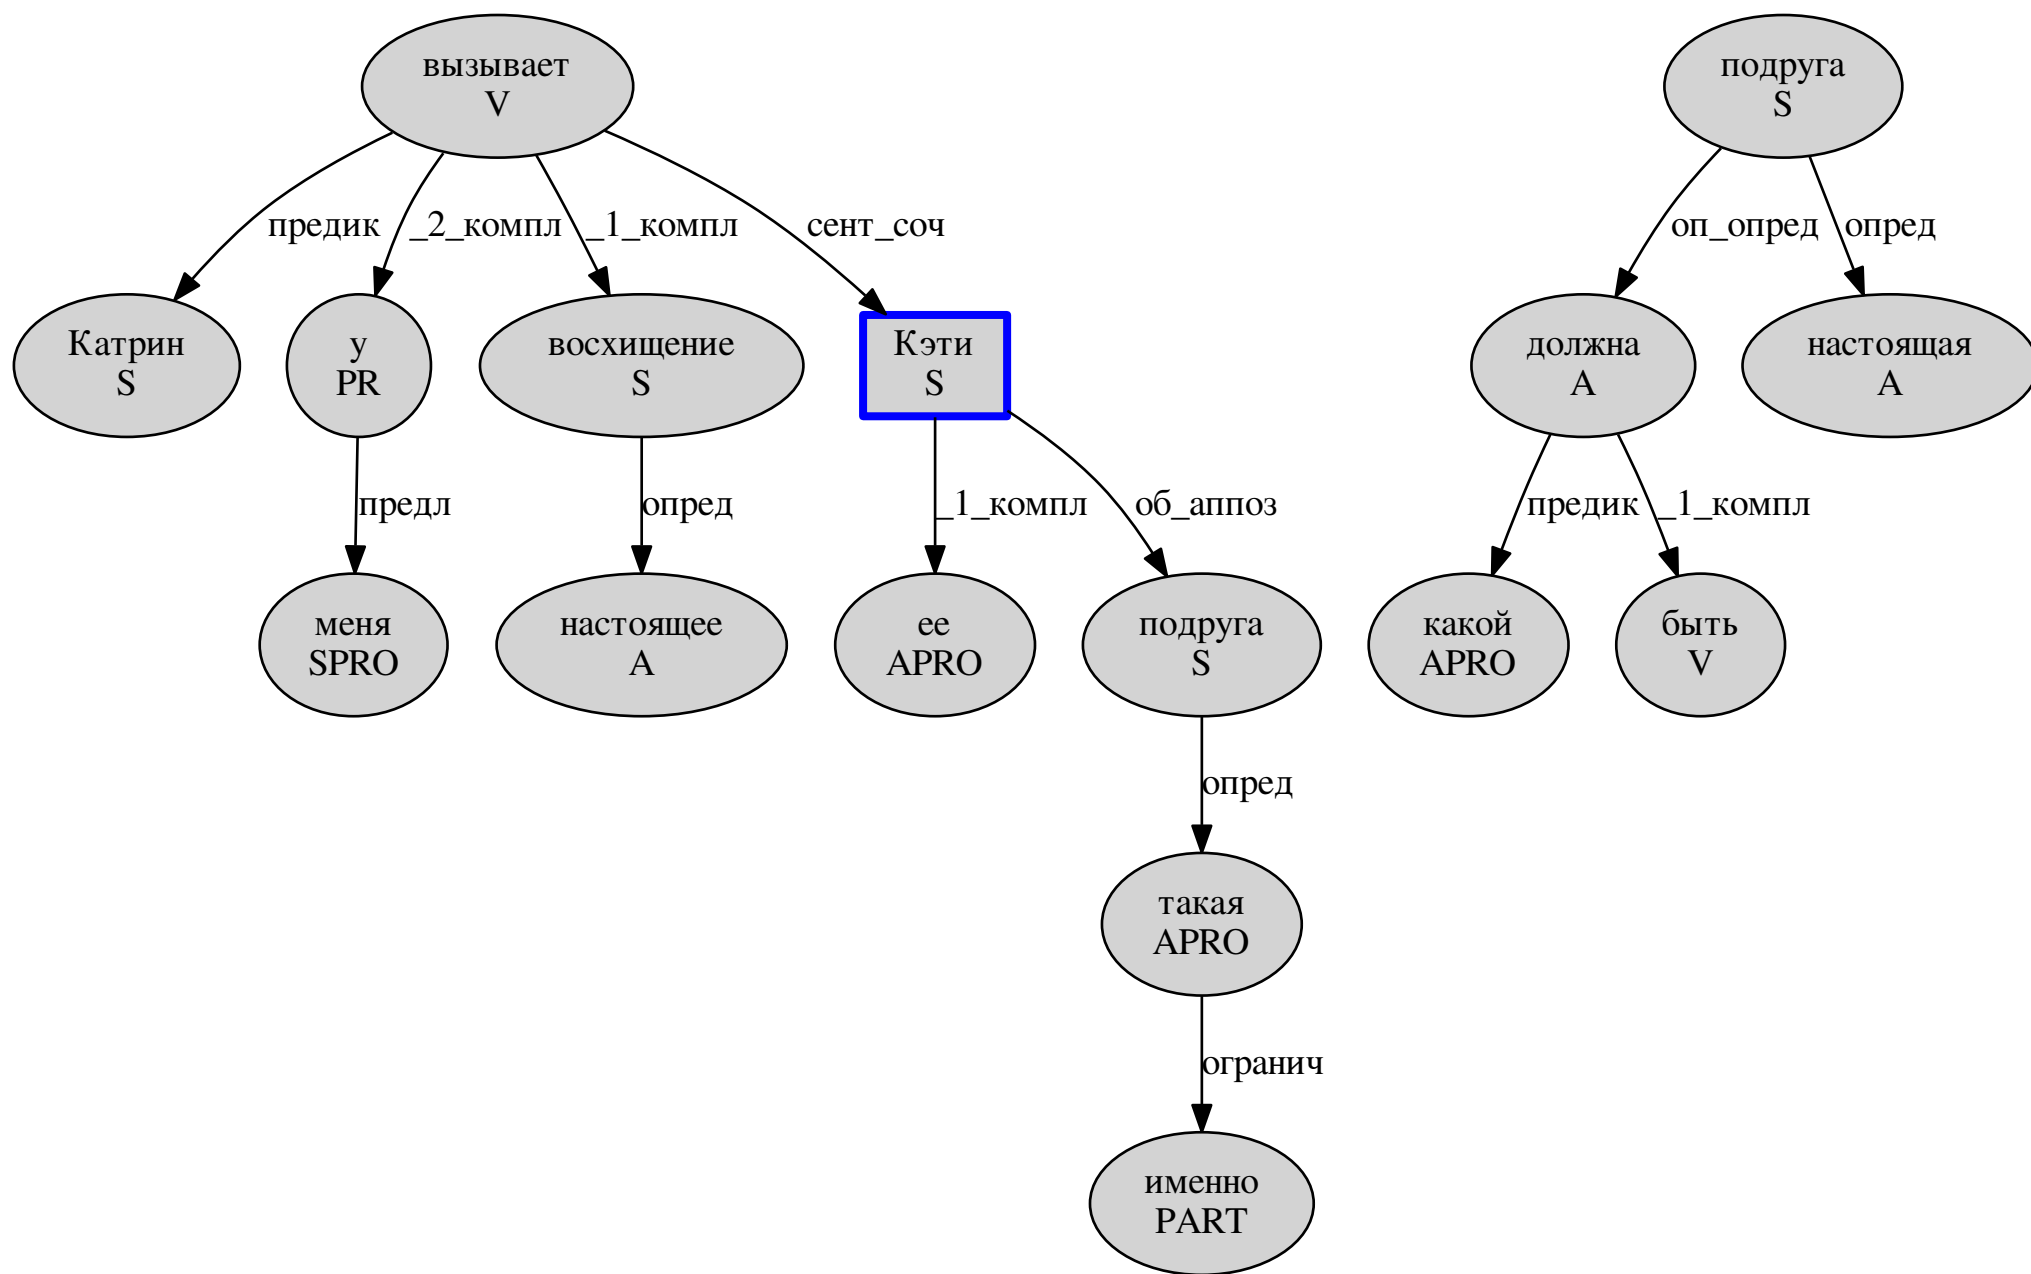 вызывает
V
подруга
S
предик
_2_компл
_1_компл
сент_соч
оп_опред
опред
Катрин
S
у
PR
восхищение
S
Кэти
S
должна
A
настоящая
A
предл
опред
_1_компл
об_аппоз
предик
_1_компл
меня
SPRO
настоящее
A
ее
APRO
подруга
S
какой
APRO
быть
V
опред
такая
APRO
огранич
именно
PART